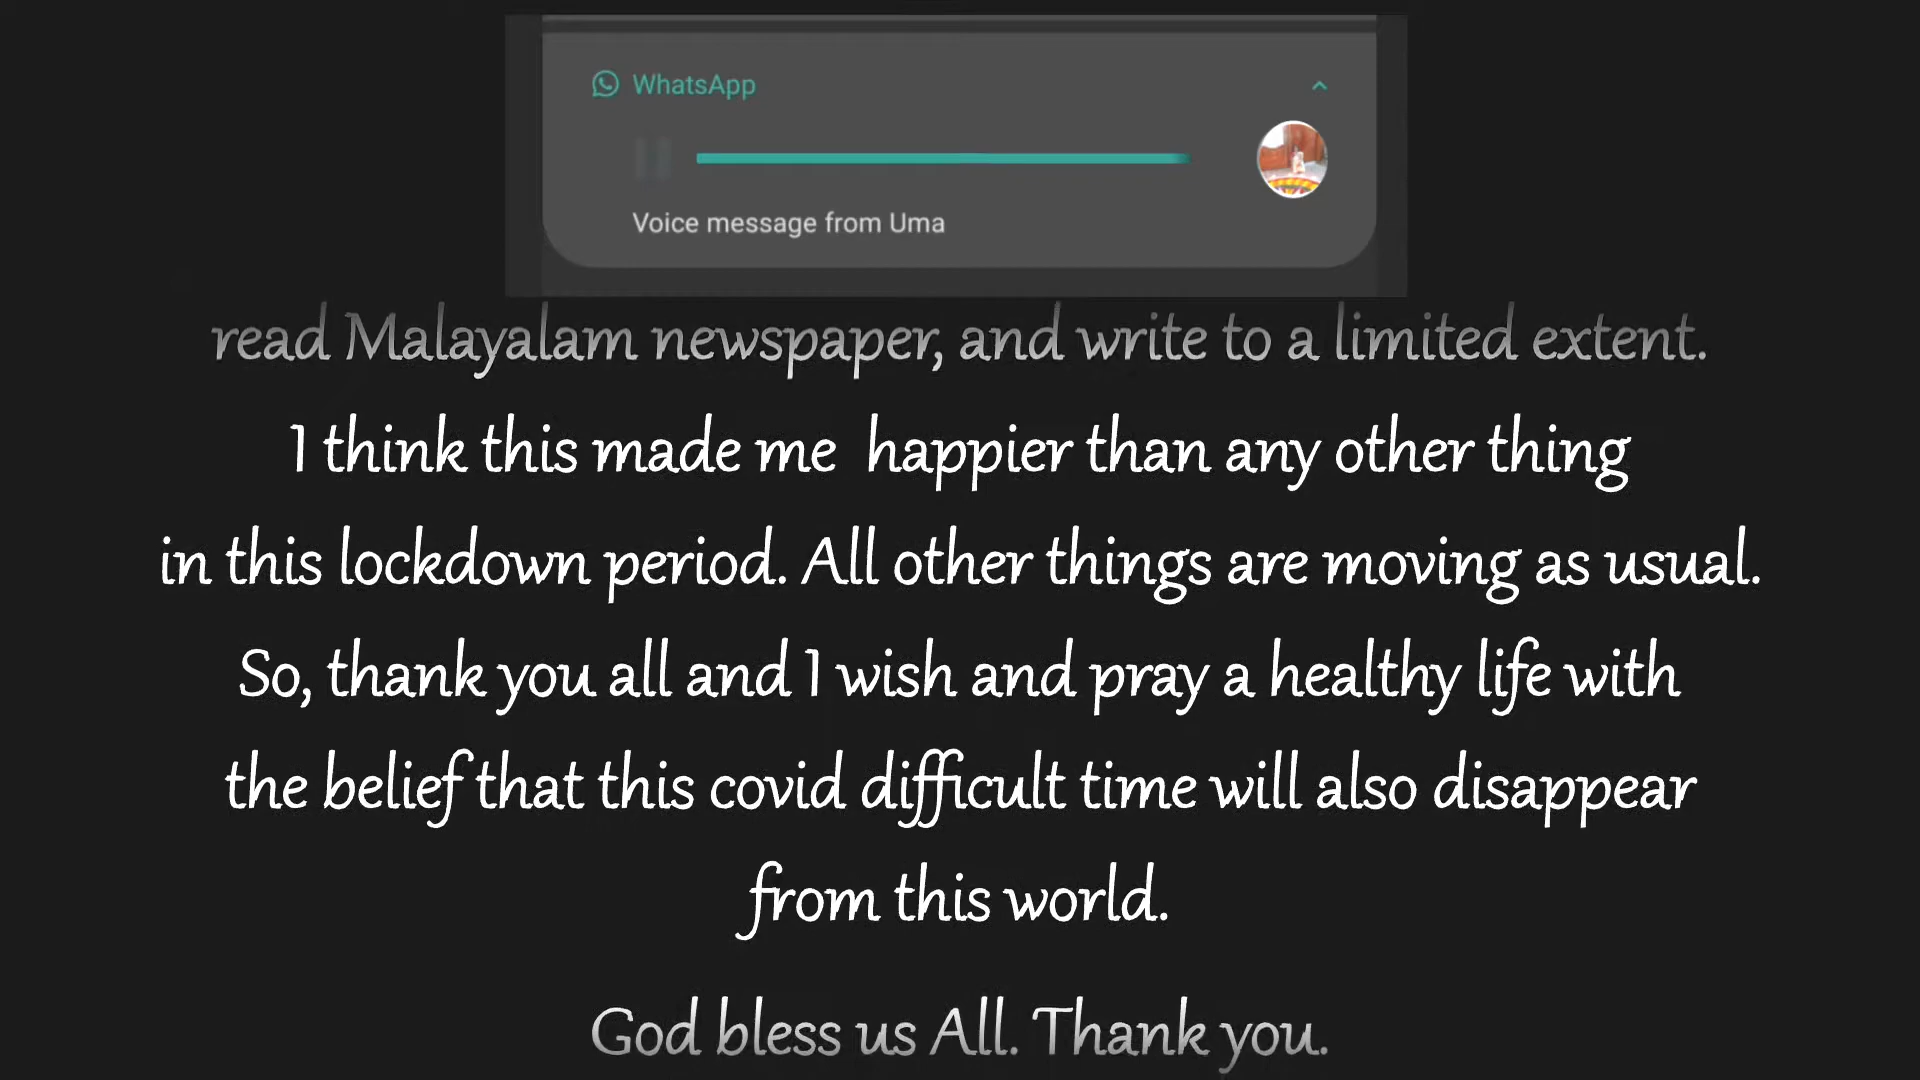 WhatsApp
Voice message from Uma
read Malayalam newspaper, and write to a limited extent.
I think this made me happier than any other thing
in this lockdown period. All other things are moving as usual.
So, thank you all and I wish and pray a healthy life with
the belief that this covid difficult time will also disappear
from this world.
God bless us All. Thank you.